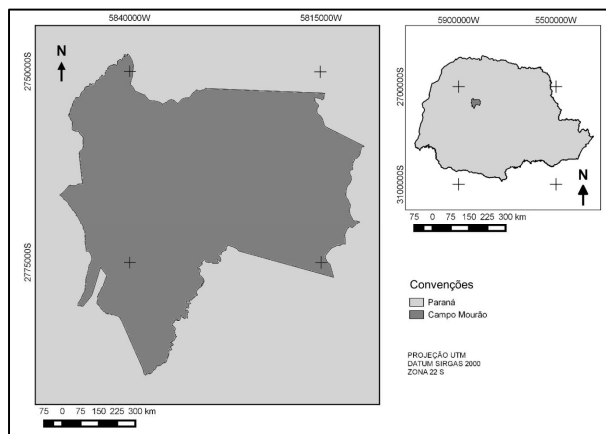 5840000W 5815000W
2750000S
N
2775000S
75 0 75 150 225 300 km
5900000W 5500000W
2700000S
3100000S
N
75 0 75 150 225 300 km
Convenções
Paraná
Campo Mourão
PROJEÇÃO UTM
DATUM SIRGAS 2000
ZONA 22 S